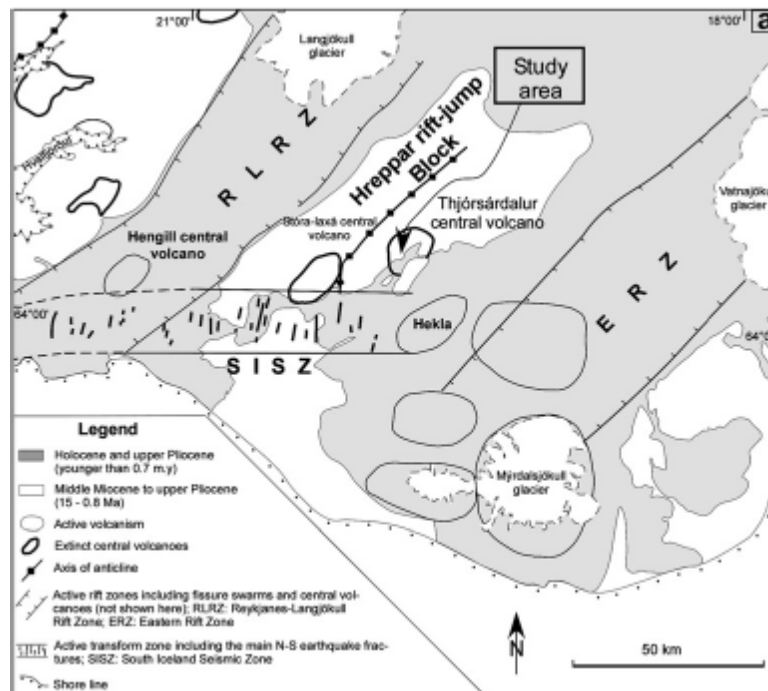 21°00'
18°00'
a
Langjökull
glacier
Study
area
Hreppar rift-jump
Block
R L R Z
Vatnajökull
glacier
Stóra-laxá central
volcano
Thjórsárdalur
central volcano
Hengill central
volcano
64°00'
Hekla
E R Z
64°
S I S Z
Mýrdalsjökull
glacier
Legend
Holocene and upper Pliocene
(younger than 0.7 m.y)
Middle Miocene to upper Pliocene
(15 - 0.8 Ma)
Active volcanism
Extinct central volcanoes
Axis of anticline
Active rift zones including fissure swarms and central vol-
canoes (not shown here); RLRZ: Reykjanes-Langjökull
Rift Zone; ERZ: Eastern Rift Zone
Active transform zone including the main N-S earthquake frac-
tures; SISZ: South Iceland Seismic Zone
Shore line
N
50 km